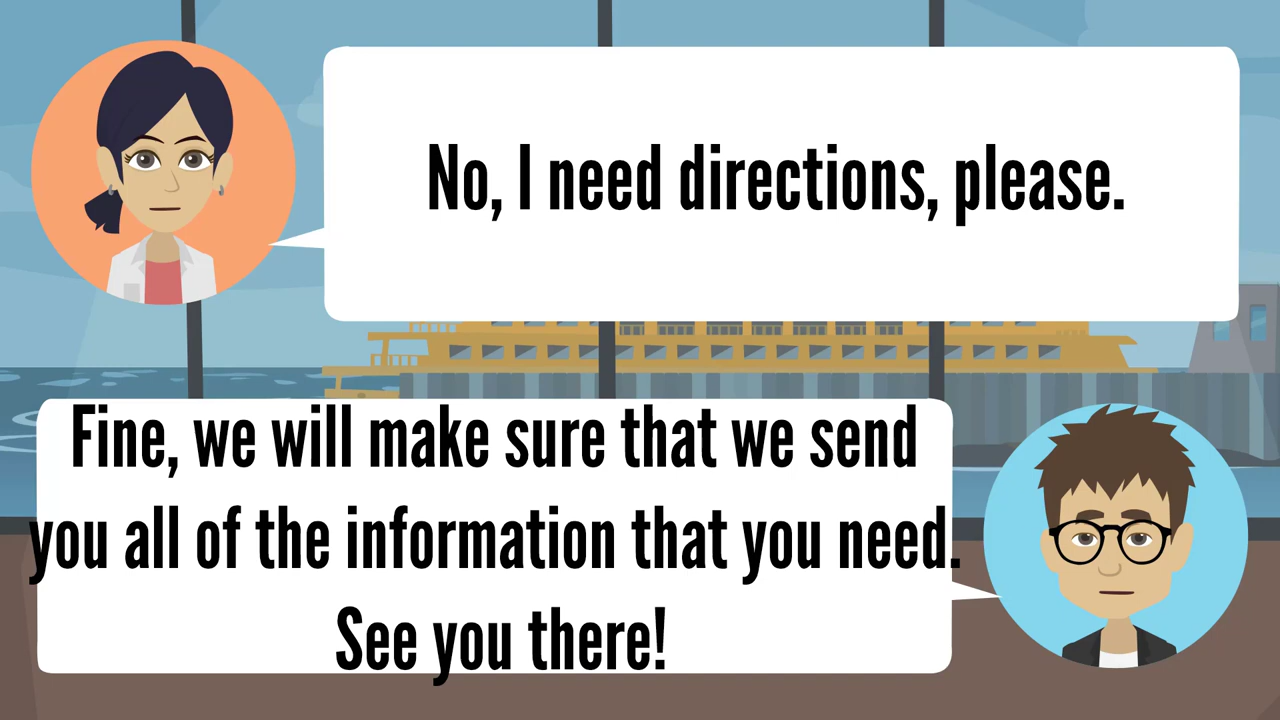 No, I need directions, please.
Fine, we will make sure that we send
you all of the information that you need.
See you there!